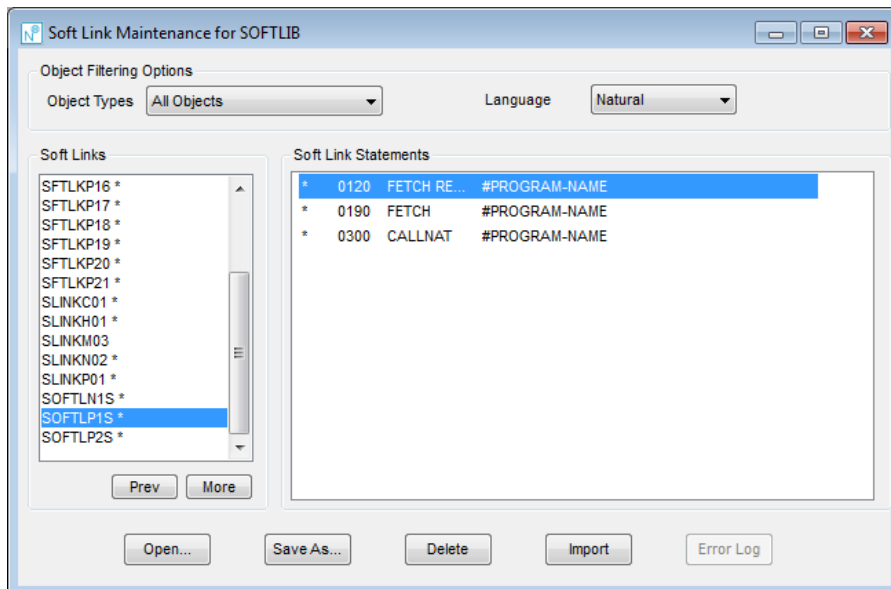 Soft Link Maintenance for SOFTLIB
Object Filtering Options
Object Types All Objects Language Natural
Soft Links
SFTLKP16 *
SFTLKP17 *
SFTLKP18 *
SFTLKP19 *
SFTLKP20 *
SFTLKP21 *
SLINKC01 *
SLINKH01 *
SLINKM03
SLINKN02 *
SLINKP01 *
SOFTLN1S *
SOFTLP1S *
SOFTLP2S *
Prev More
Soft Link Statements
* 0120 FETCH RE... #PROGRAM-NAME
* 0190 FETCH #PROGRAM-NAME
* 0300 CALLNAT #PROGRAM-NAME
Open... Save As... Delete Import Error Log